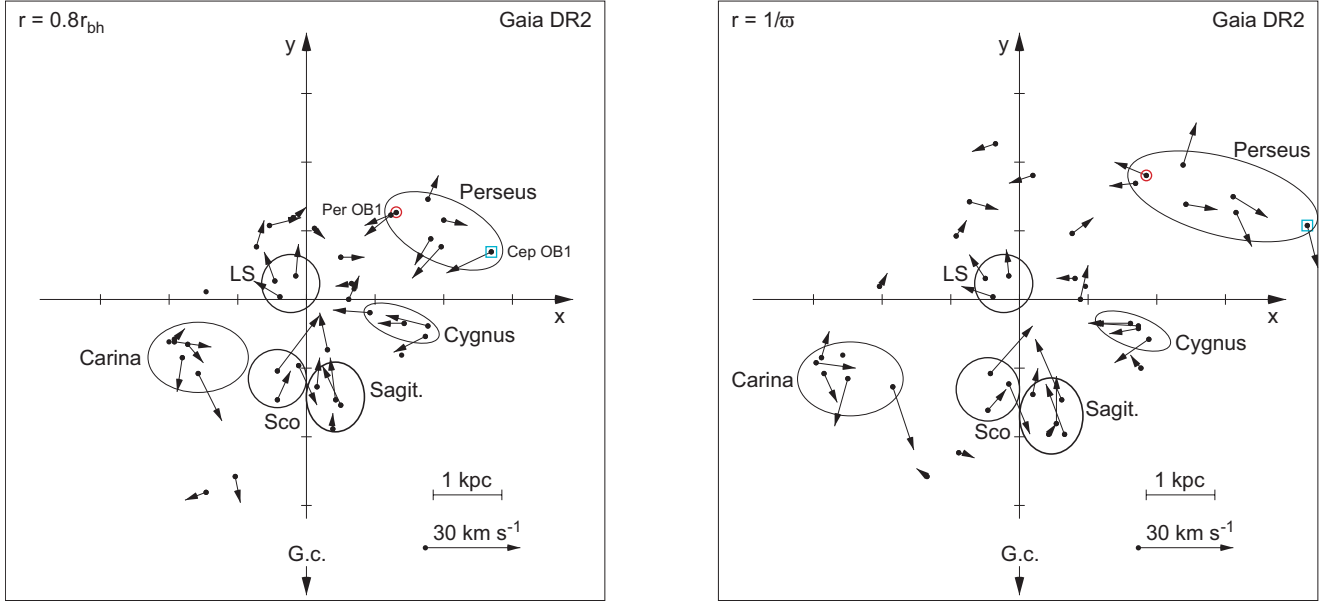 r = 0.8r_bh
Gaia DR2
y
Perseus
Per OB1
Cep OB1
LS
x
Cygnus
Carina
Sagit.
Sco
1 kpc
30 km s⁻¹
G.c.
r = 1/ϖ
Gaia DR2
y
Perseus
LS
x
Cygnus
Carina
Sagit.
Sco
1 kpc
30 km s⁻¹
G.c.